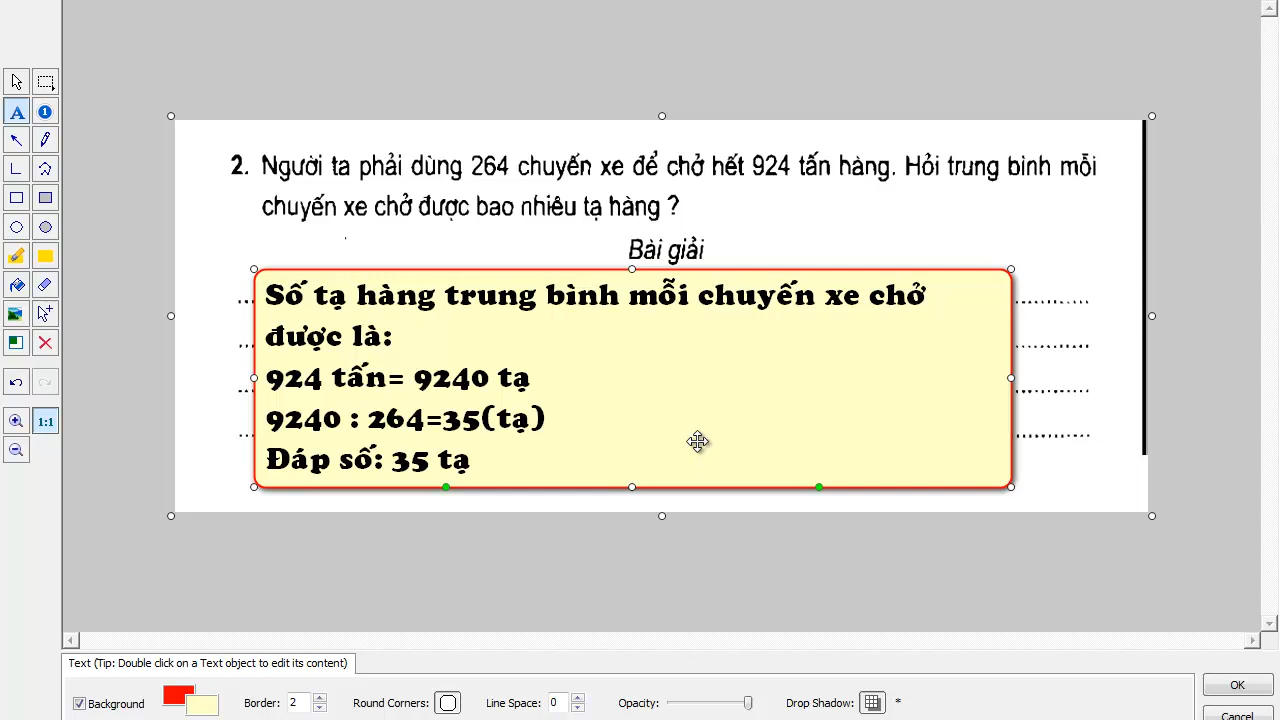 2. Người ta phải dùng 264 chuyến xe để chở hết 924 tấn hàng. Hỏi trung bình mỗi
chuyến xe chở được bao nhiêu tạ hàng ?
Bài giải
Số tạ hàng trung bình mỗi chuyến xe chở
được là:
924 tấn= 9240 tạ
9240 : 264=35(tạ)
Đáp số: 35 tạ
1:1
Text (Tip: Double click on a Text object to edit its content)
Background Border: 2 Round Corners: Line Space: 0 Opacity: Drop Shadow: *
OK
Cancel